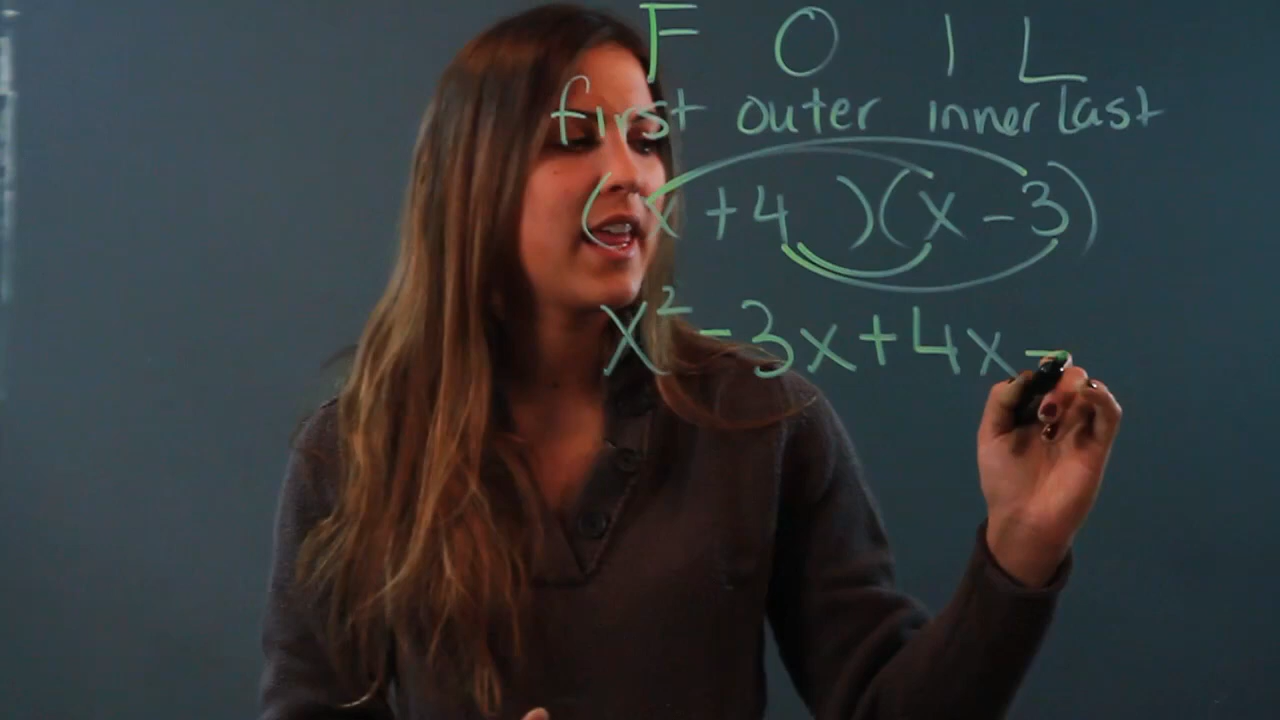 F O I L
first outer inner last
(x +4 )(x -3)
x² -3x+4x -